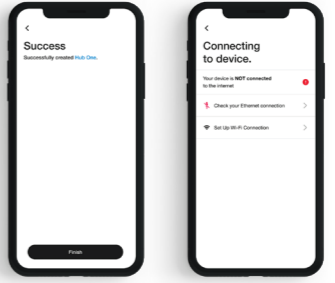 Success
Successfully created Hub One.
Finish
Connecting
to device.
Your device is NOT connected
to the internet
Check your Ethernet connection
Set Up Wi-Fi Connection